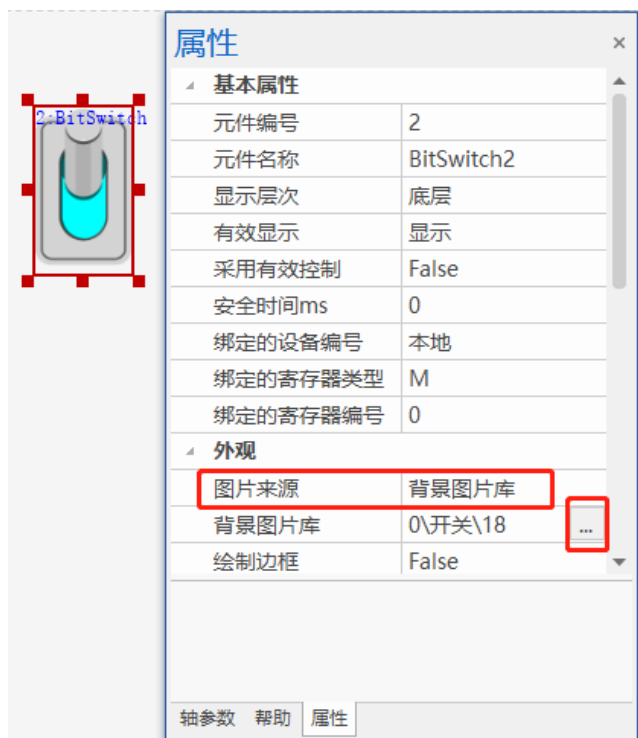 属性
2:BitSwitch
基本属性
元件编号 2
元件名称 BitSwitch2
显示层次 底层
有效显示 显示
采用有效控制 False
安全时间ms 0
绑定的设备编号 本地
绑定的寄存器类型 M
绑定的寄存器编号 0
外观
图片来源 背景图片库
背景图片库 0\开关\18 ...
绘制边框 False
轴参数 帮助 属性